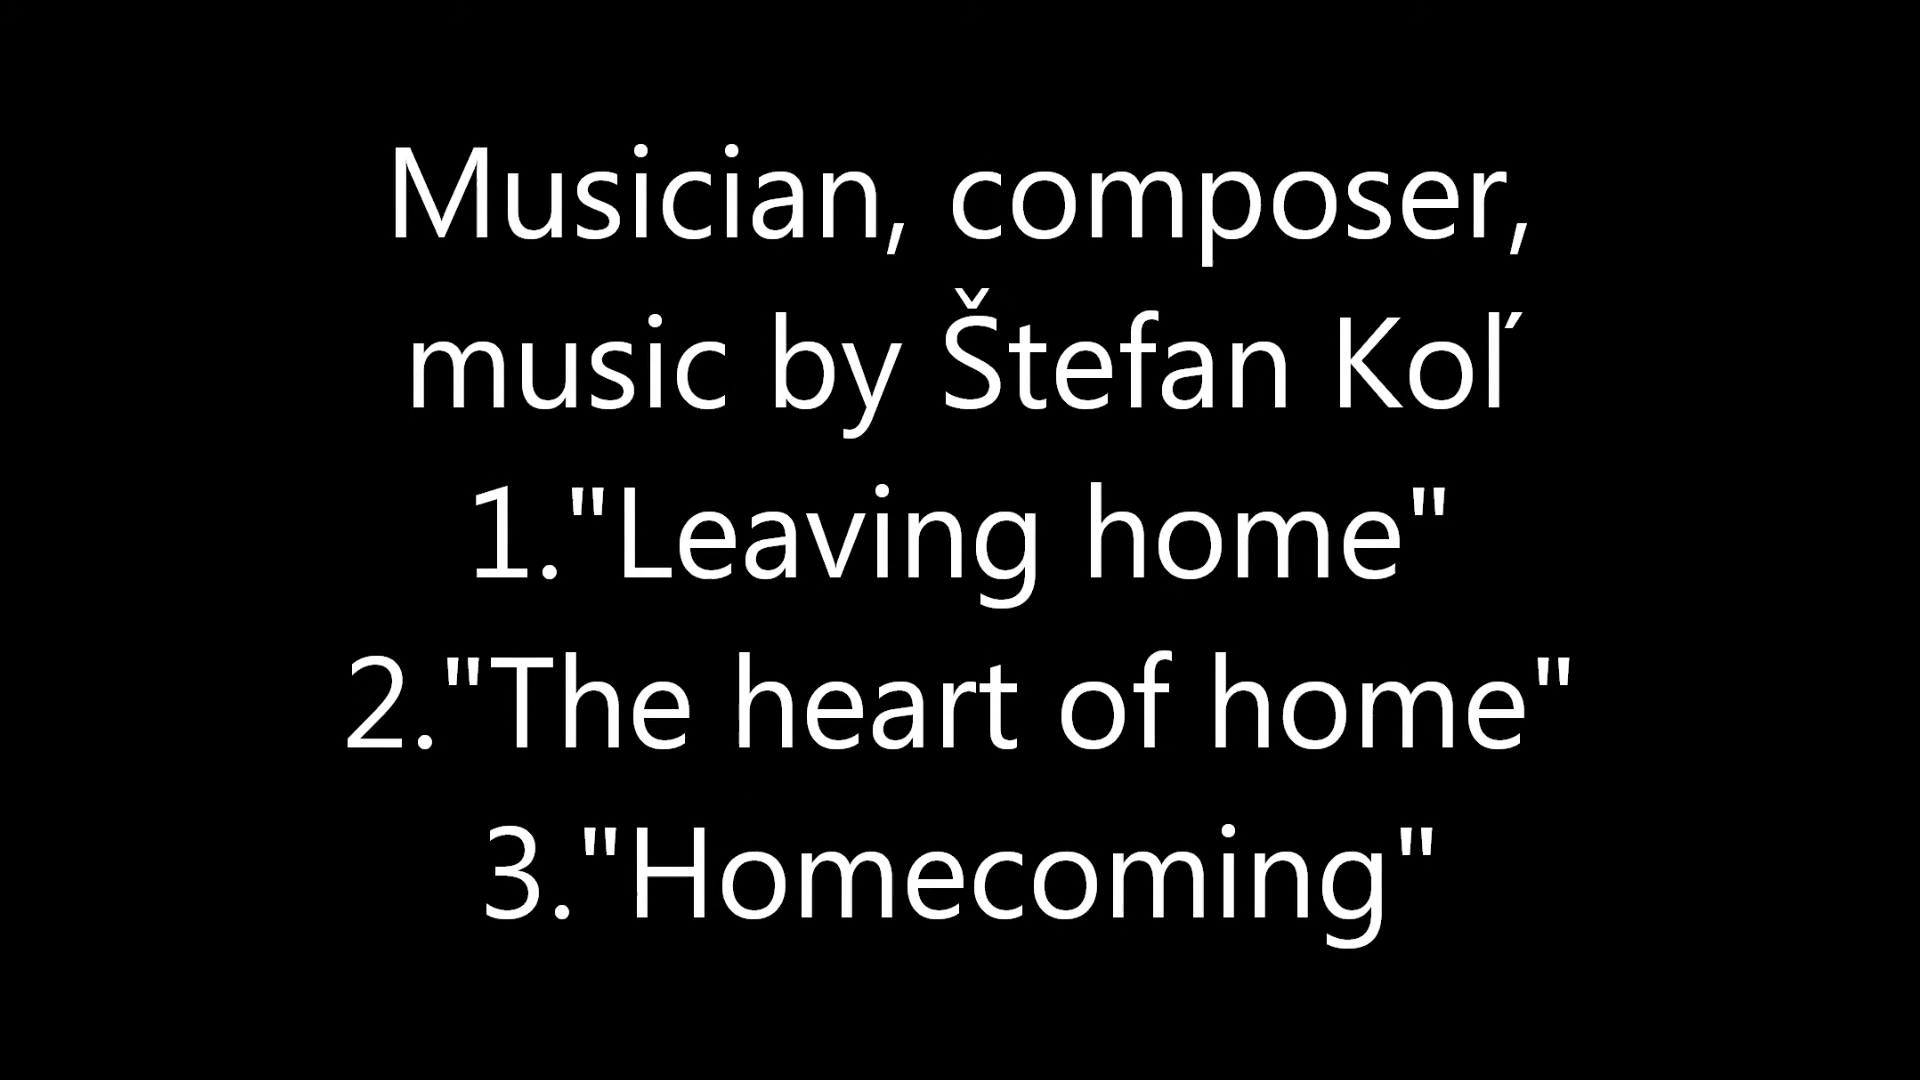 Musician, composer,
music by Štefan Koľ
1."Leaving home"
2."The heart of home"
3."Homecoming"